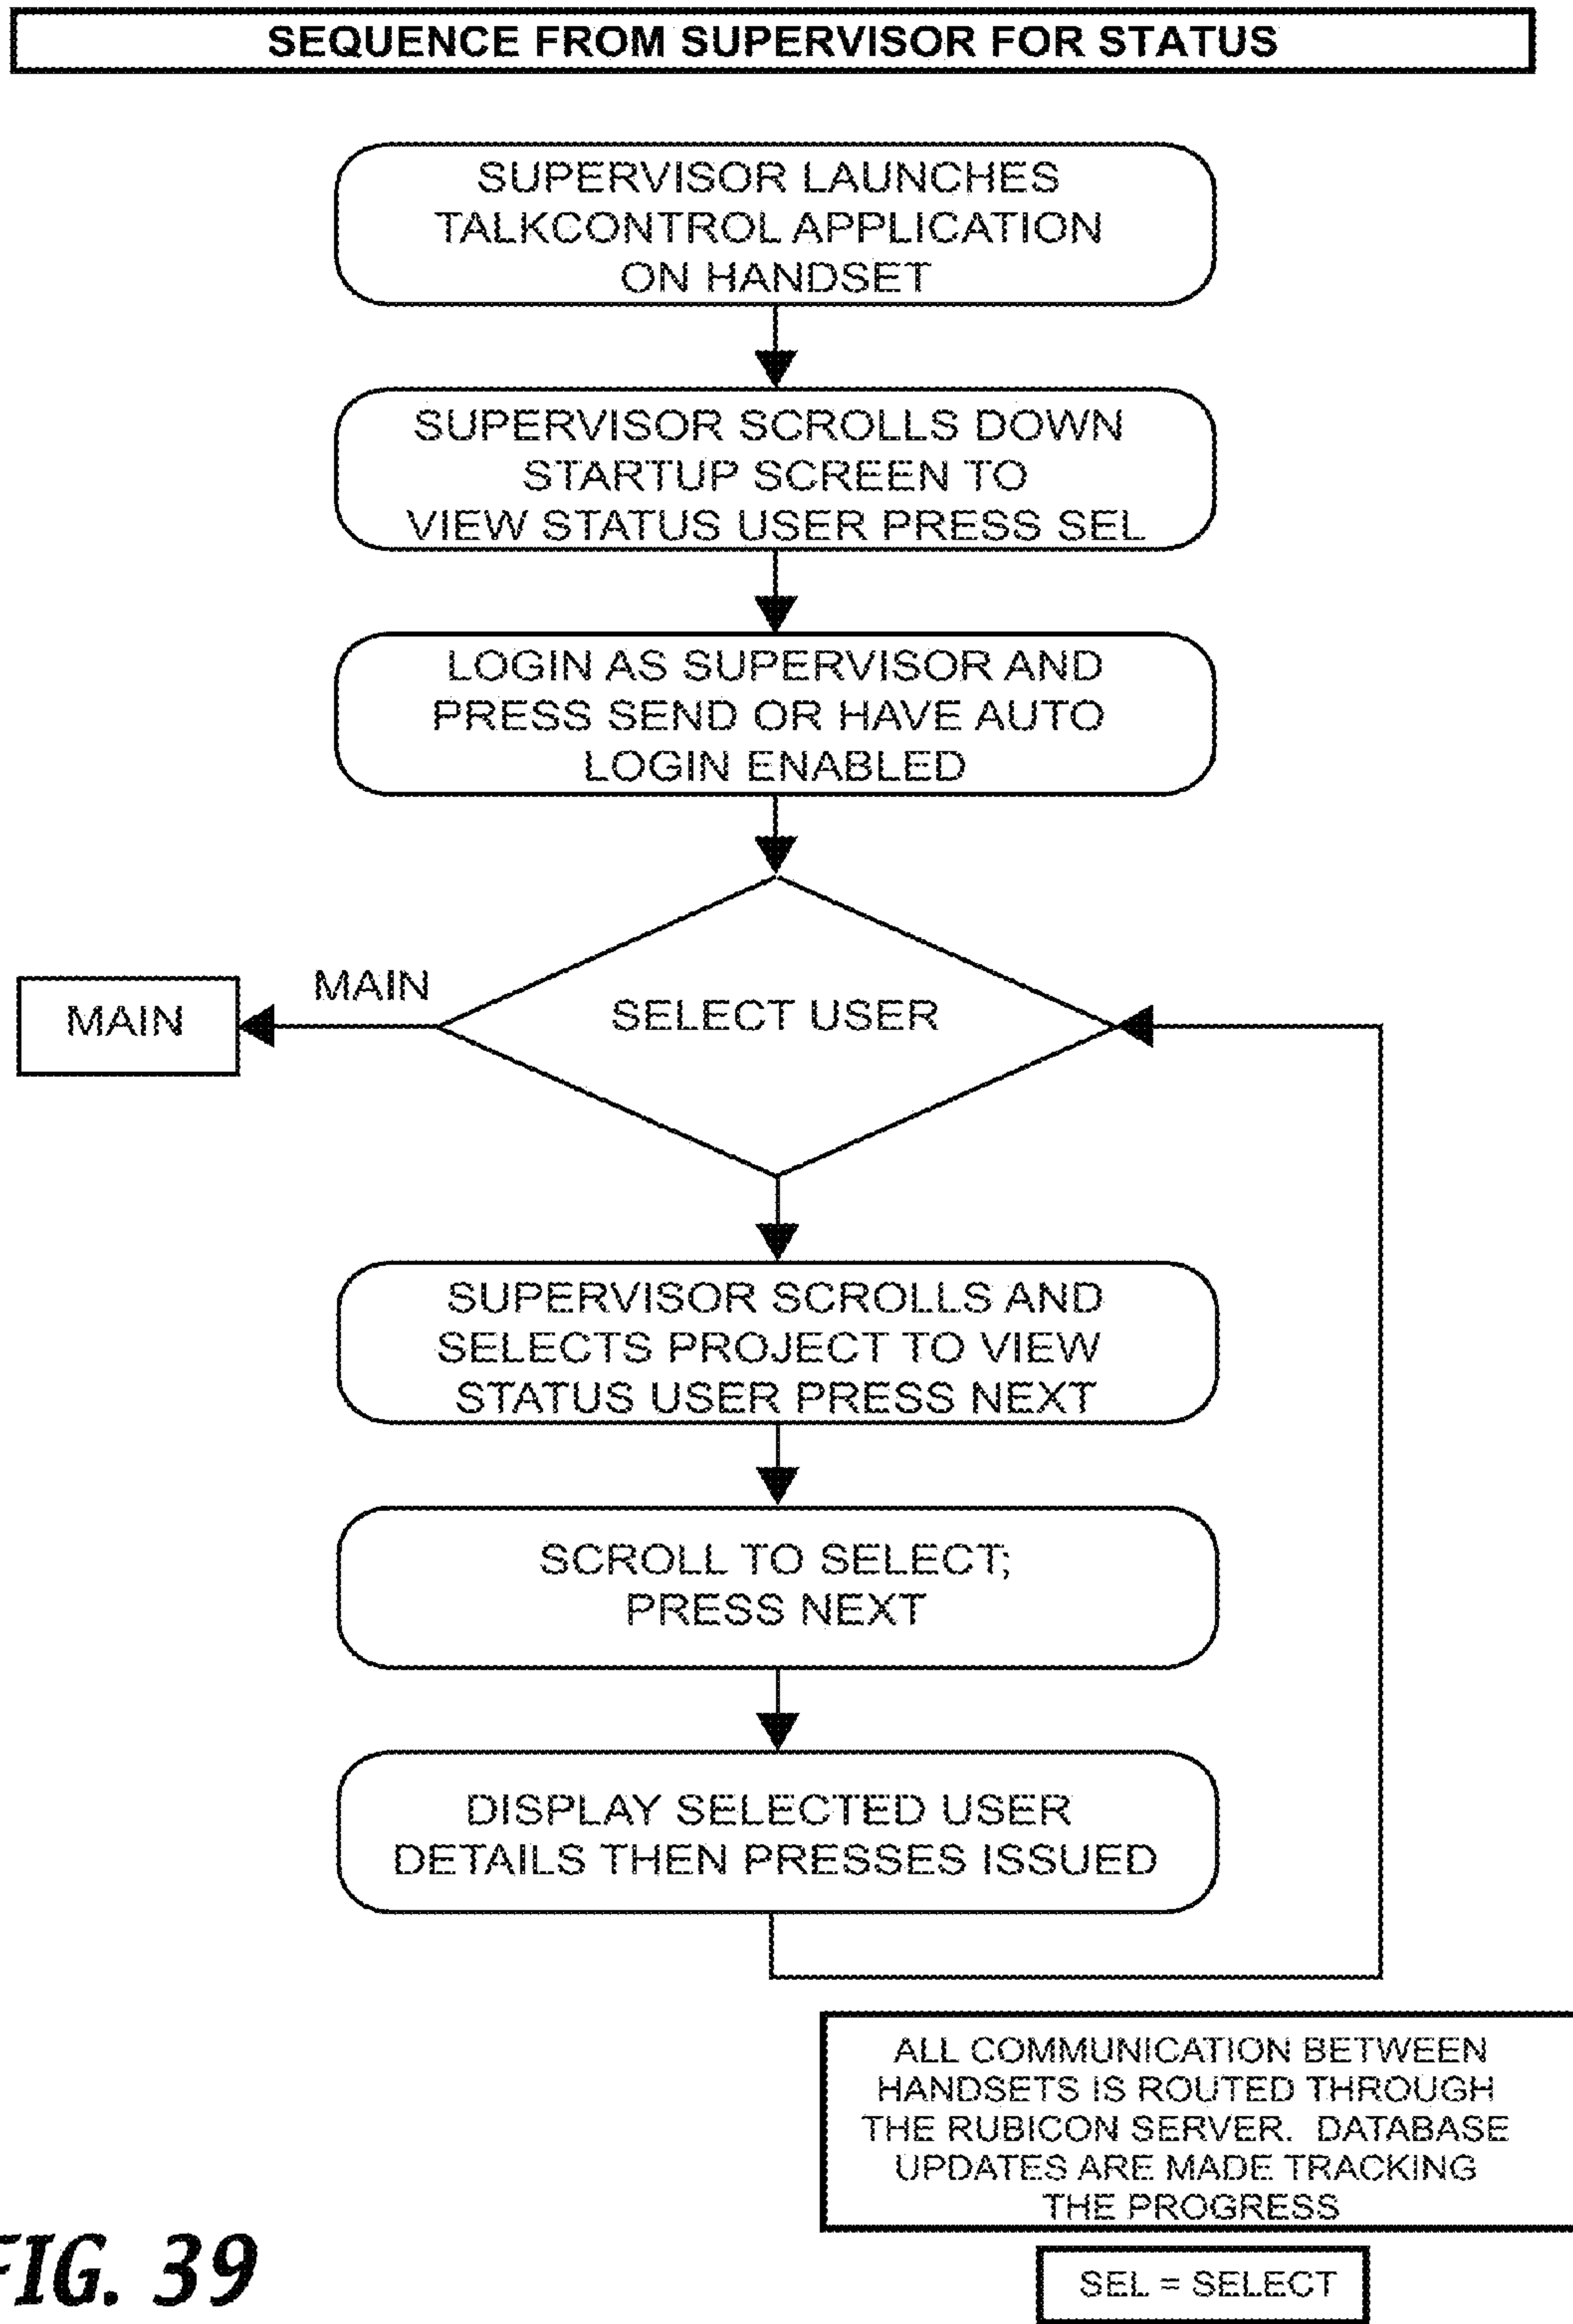 SEQUENCE FROM SUPERVISOR FOR STATUS
SUPERVISOR LAUNCHES
TALKCONTROL APPLICATION
ON HANDSET
SUPERVISOR SCROLLS DOWN
STARTUP SCREEN TO
VIEW STATUS USER PRESS SEL
LOGIN AS SUPERVISOR AND
PRESS SEND OR HAVE AUTO
LOGIN ENABLED
MAIN
MAIN
SELECT USER
SUPERVISOR SCROLLS AND
SELECTS PROJECT TO VIEW
STATUS USER PRESS NEXT
SCROLL TO SELECT;
PRESS NEXT
DISPLAY SELECTED USER
DETAILS THEN PRESSES ISSUED
ALL COMMUNICATION BETWEEN
HANDSETS IS ROUTED THROUGH
THE RUBICON SERVER. DATABASE
UPDATES ARE MADE TRACKING
THE PROGRESS
FIG. 39
SEL = SELECT